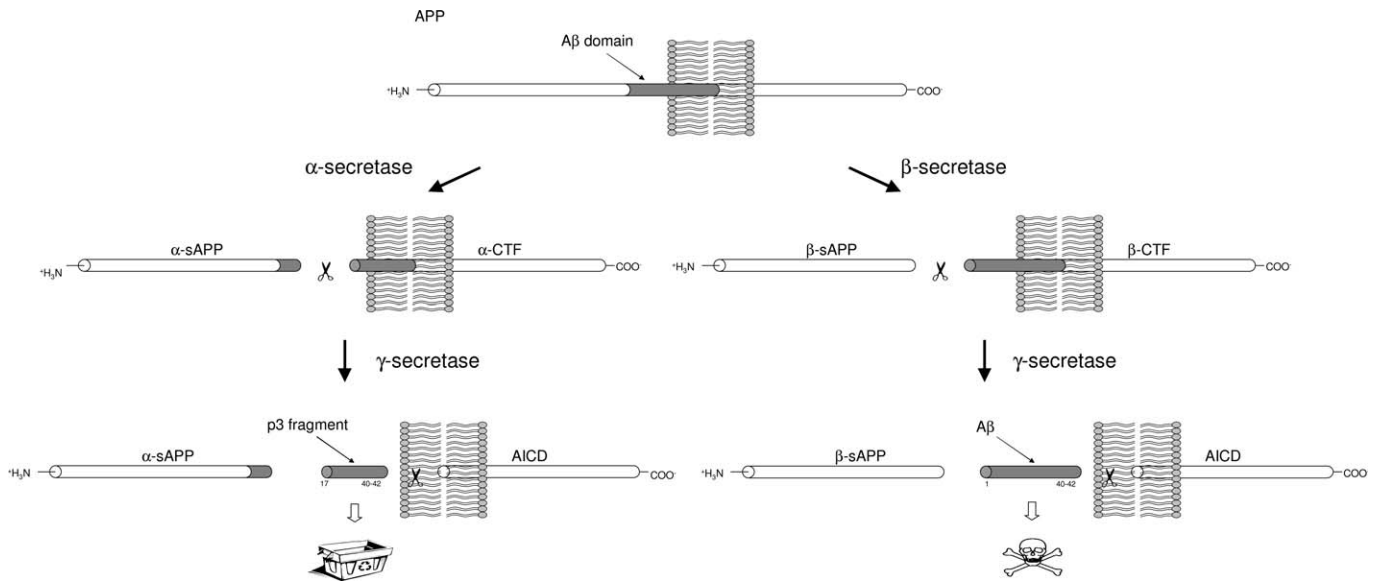 APP
Aβ domain
⁺H₃N
COO⁻
α-secretase
β-secretase
α-sAPP
α-CTF
⁺H₃N
COO⁻
β-sAPP
β-CTF
⁺H₃N
COO⁻
γ-secretase
γ-secretase
p3 fragment
α-sAPP
AICD
⁺H₃N
COO⁻
17
40-42
Aβ
β-sAPP
AICD
⁺H₃N
COO⁻
1
40-42